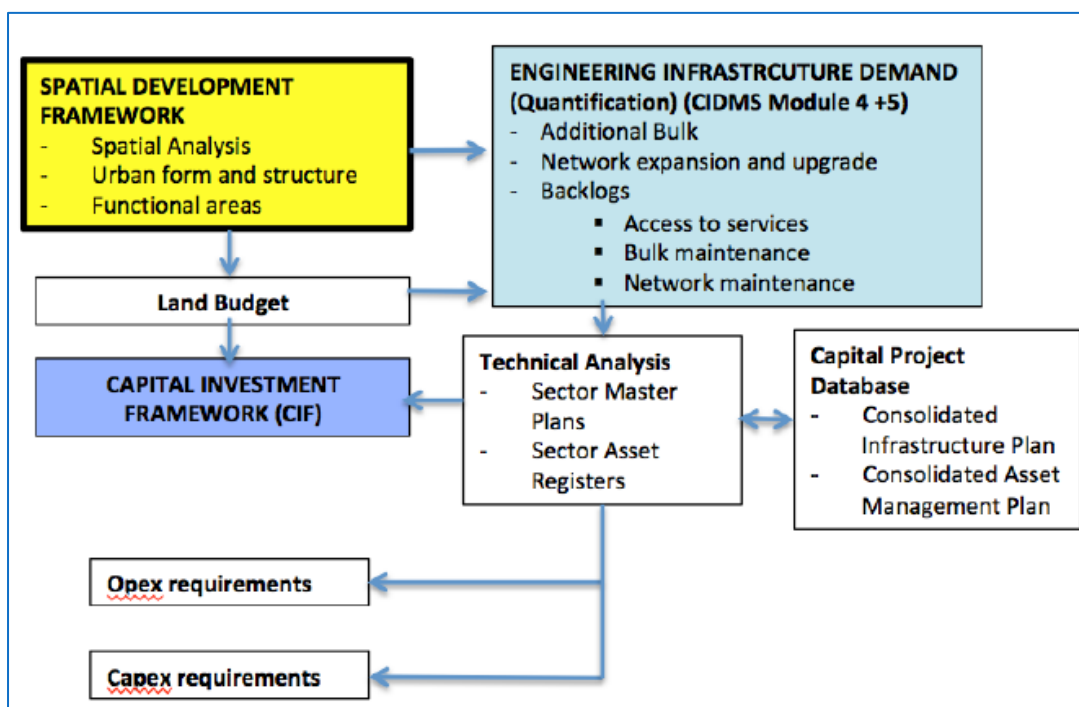 SPATIAL DEVELOPMENT
FRAMEWORK
- Spatial Analysis
- Urban form and structure
- Functional areas
ENGINEERING INFRASTRCUTURE DEMAND
(Quantification) (CIDMS Module 4 +5)
- Additional Bulk
- Network expansion and upgrade
- Backlogs
▪ Access to services
▪ Bulk maintenance
▪ Network maintenance
Land Budget
CAPITAL INVESTMENT
FRAMEWORK (CIF)
Technical Analysis
- Sector Master
Plans
- Sector Asset
Registers
Capital Project
Database
- Consolidated
Infrastructure Plan
- Consolidated Asset
Management Plan
Opex requirements
Capex requirements